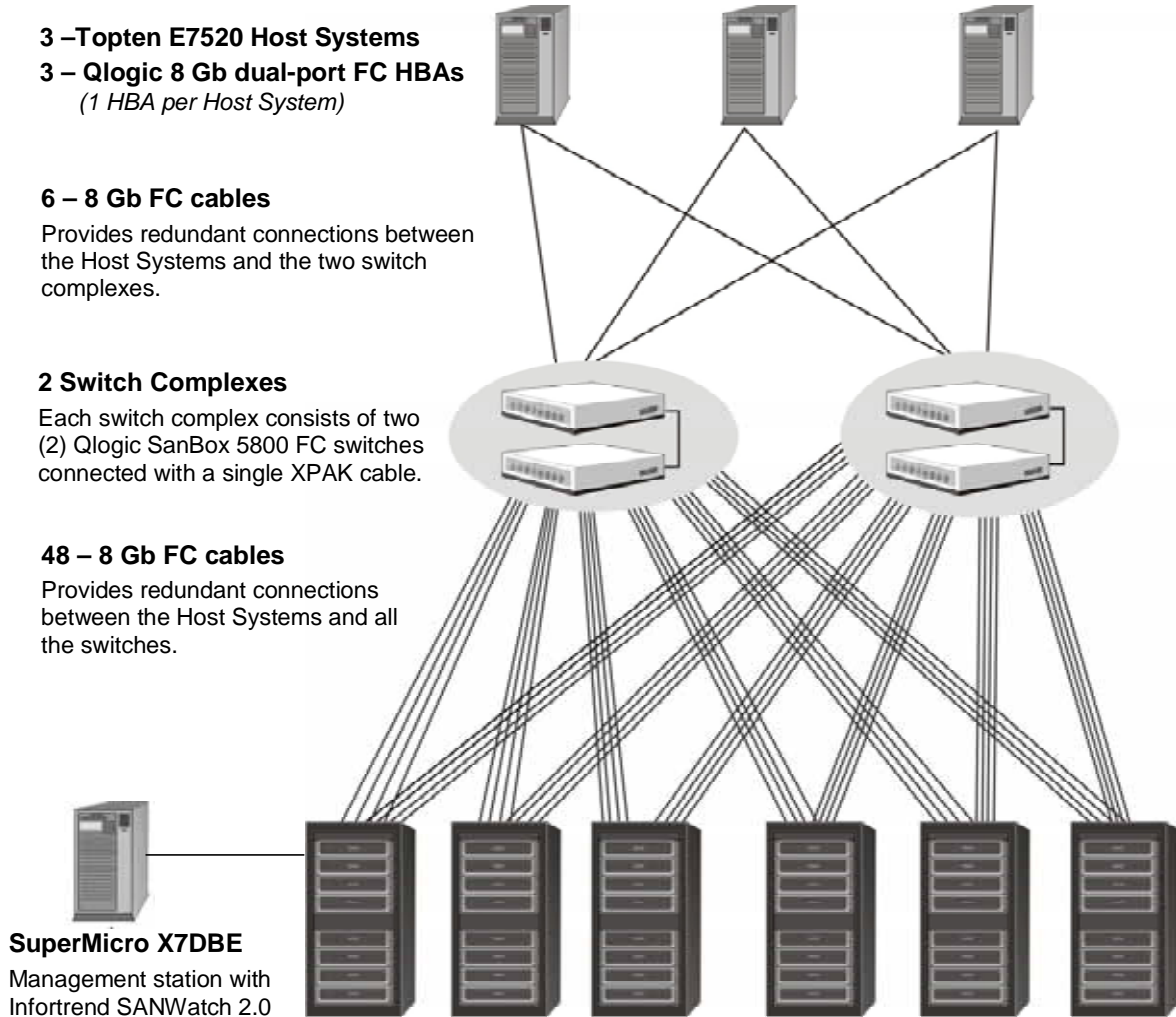 3 –Topten E7520 Host Systems
3 – Qlogic 8 Gb dual-port FC HBAs
(1 HBA per Host System)
6 – 8 Gb FC cables
Provides redundant connections between
the Host Systems and the two switch
complexes.
2 Switch Complexes
Each switch complex consists of two
(2) Qlogic SanBox 5800 FC switches
connected with a single XPAK cable.
48 – 8 Gb FC cables
Provides redundant connections
between the Host Systems and all
the switches.
SuperMicro X7DBE
Management station with
Infortrend SANWatch 2.0